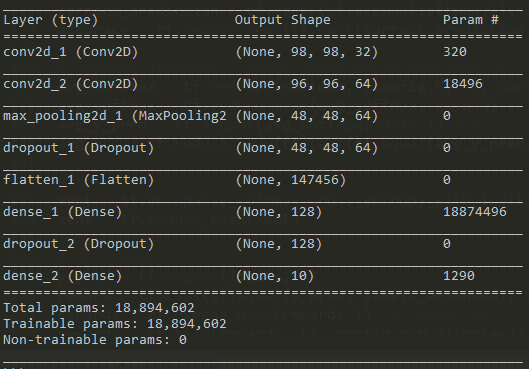 Layer (type) Output Shape Param #
=================================================================
conv2d_1 (Conv2D) (None, 98, 98, 32) 320
_________________________________________________________________
conv2d_2 (Conv2D) (None, 96, 96, 64) 18496
_________________________________________________________________
max_pooling2d_1 (MaxPooling2 (None, 48, 48, 64) 0
_________________________________________________________________
dropout_1 (Dropout) (None, 48, 48, 64) 0
_________________________________________________________________
flatten_1 (Flatten) (None, 147456) 0
_________________________________________________________________
dense_1 (Dense) (None, 128) 18874496
_________________________________________________________________
dropout_2 (Dropout) (None, 128) 0
_________________________________________________________________
dense_2 (Dense) (None, 10) 1290
=================================================================
Total params: 18,894,602
Trainable params: 18,894,602
Non-trainable params: 0
_________________________________________________________________